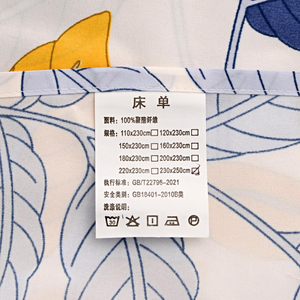 床 单
面料: 100%聚酯纤维
规格: 110x230cm□ 120x230cm□
150x230cm□ 160x230cm□
180x230cm□ 200x230cm□
220x230cm□ 230x250cm☑
执行标准: GB/T22796-2021
安全类别: GB18401-2010B类
洗涤说明: